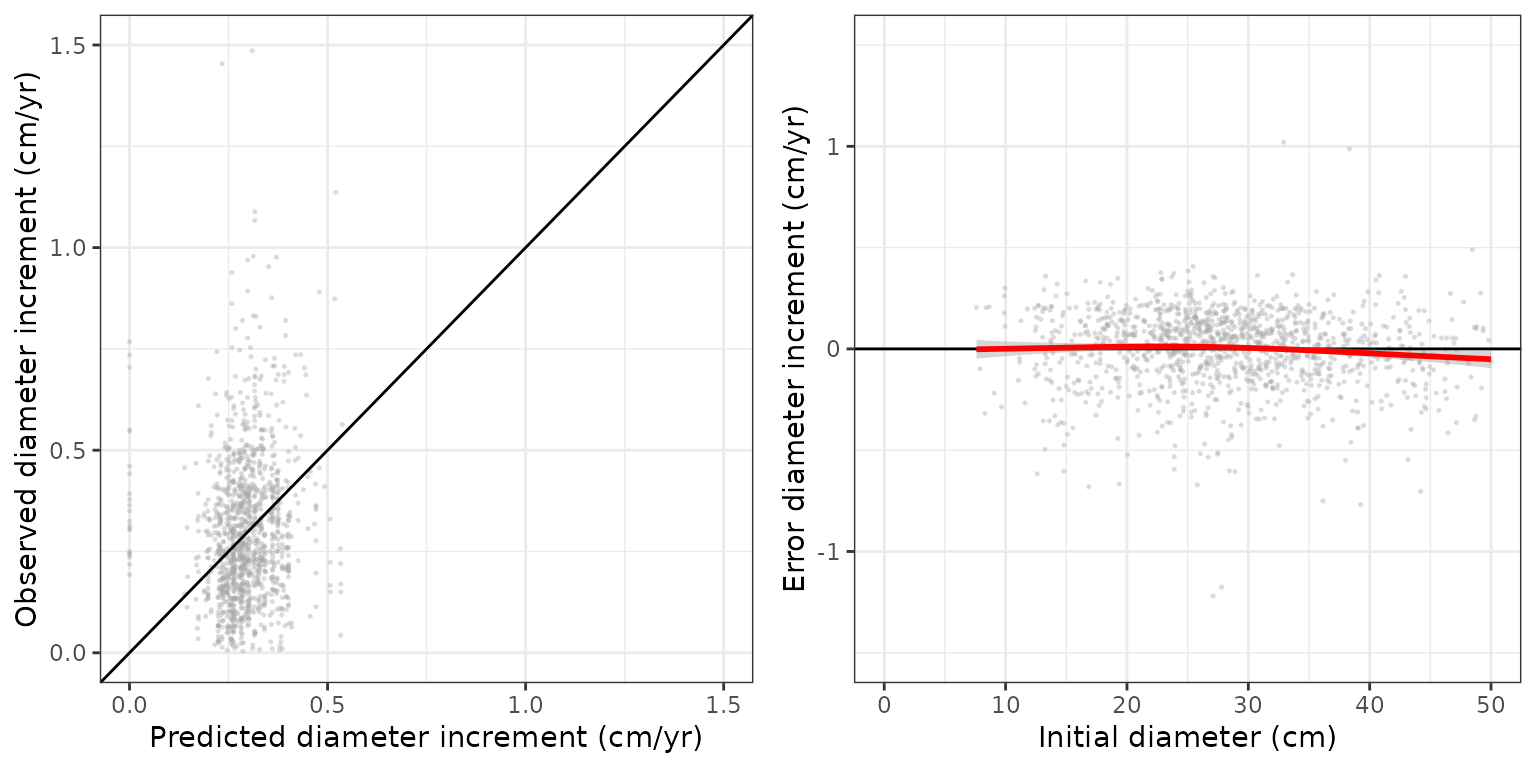 Observed diameter increment (cm/yr)
1.5
1.0
0.5
0.0
0.0 0.5 1.0 1.5
Predicted diameter increment (cm/yr)
Error diameter increment (cm/yr)
1
0
-1
0 10 20 30 40 50
Initial diameter (cm)